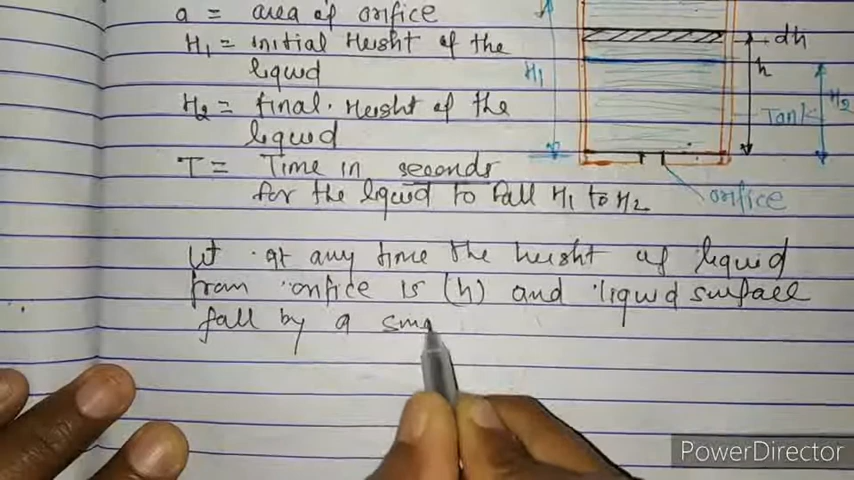 a = area of orifice
H1 = initial Height of the
liquid
H2 = final. Height of the
liquid
T = Time in seconds
for the liquid to fall H1 to H2
dh
h
H1
H2
Tank
orifice
Let at any time the height of liquid
from orifice is (h) and liquid surface
fall by a sma
PowerDirector